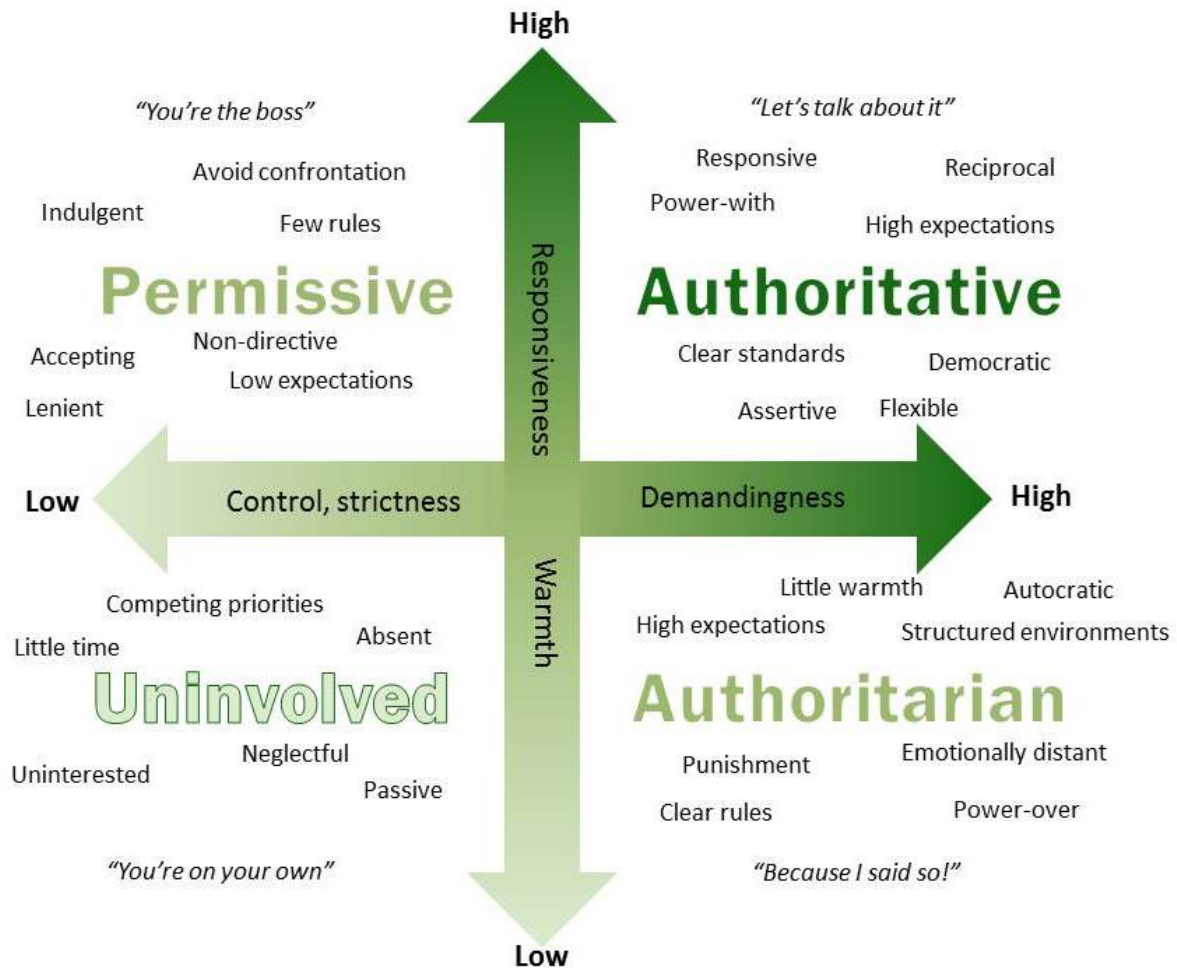 High
“You’re the boss”
Avoid confrontation
Indulgent
Few rules
Permissive
Non-directive
Accepting
Low expectations
Lenient
“Let’s talk about it”
Responsive
Reciprocal
Power-with
High expectations
Authoritative
Clear standards
Democratic
Assertive
Flexible
Responsiveness
Low
Control, strictness
Demandingness
High
Warmth
Competing priorities
Little time
Absent
Uninvolved
Neglectful
Uninterested
Passive
“You’re on your own”
Little warmth
Autocratic
High expectations
Structured environments
Authoritarian
Punishment
Emotionally distant
Clear rules
Power-over
“Because I said so!”
Low